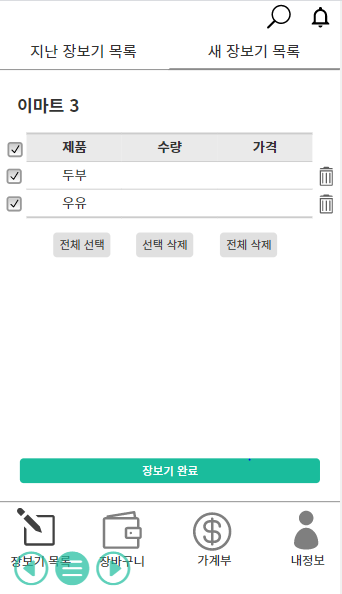 지난 장보기 목록 새 장보기 목록
이마트 3
제품 수량 가격
두부
우유
전체 선택 선택 삭제 전체 삭제
장보기 완료
장보기 목록 장바구니 가계부 내정보